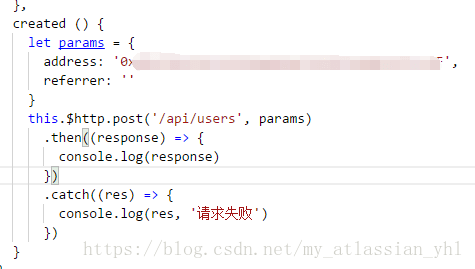 },
created () {
let params = {
address: '0x F',
referrer: ''
}
this.$http.post('/api/users', params)
.then((response) => {
console.log(response)
})
.catch((res) => {
console.log(res, '请求失败')
})
}
https://blog.csdn.net/my_atlassian_yhl